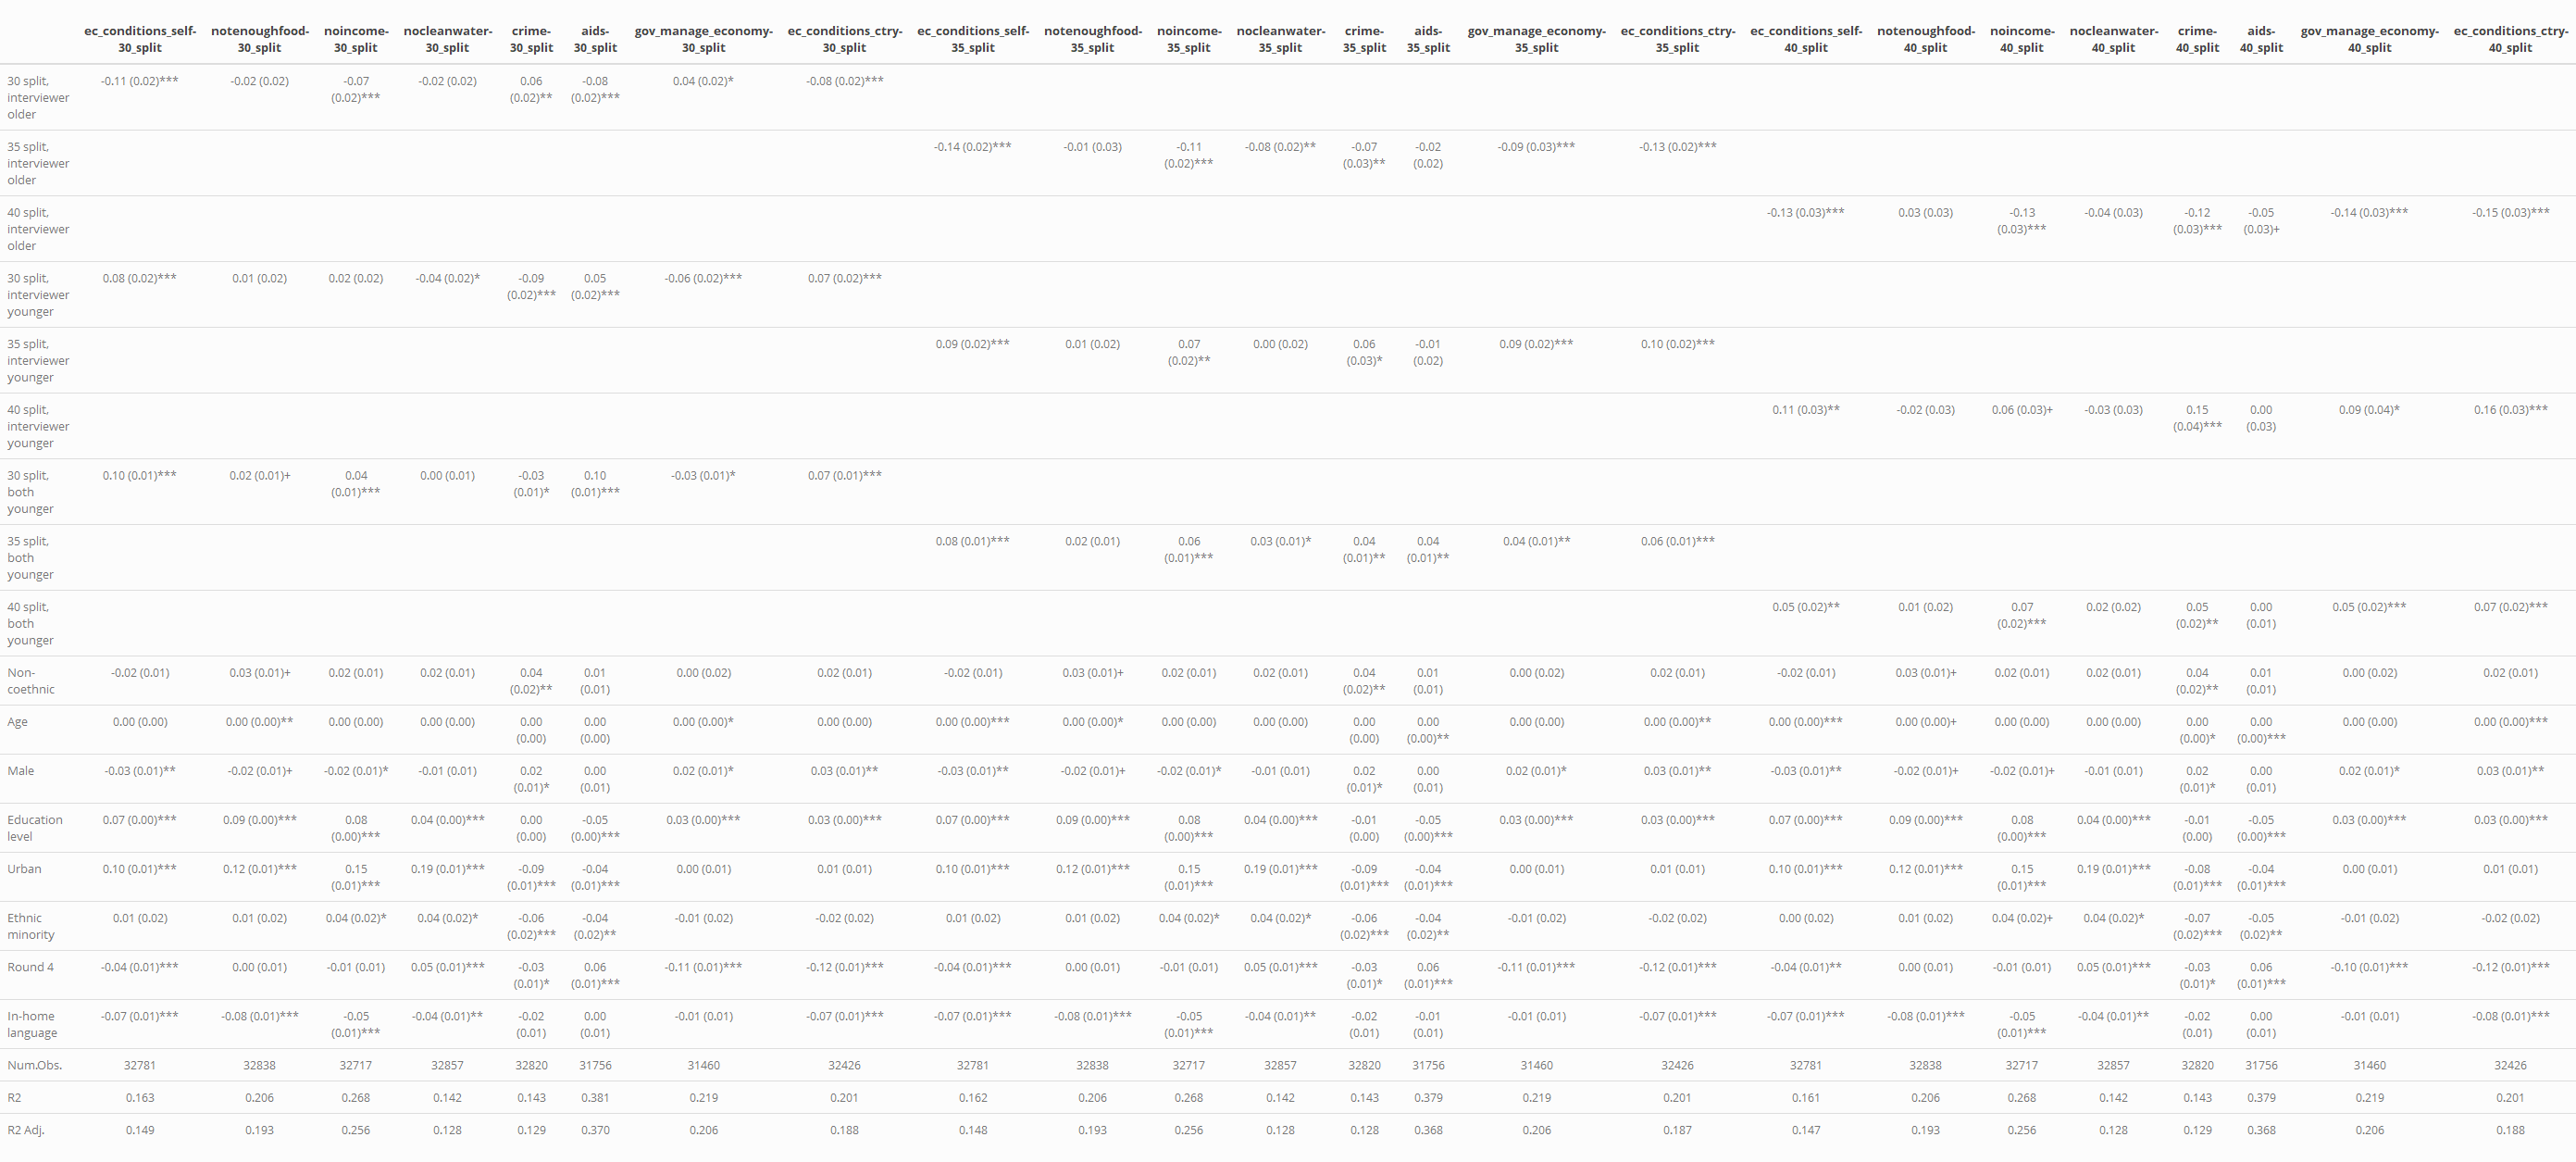 ec_conditions_self- notenoughfood- noincome- nocleanwater- crime- aids- gov_manage_economy- ec_conditions_ctry- ec_conditions_self- notenoughfood- noincome- nocleanwater- crime- aids- gov_manage_economy- ec_conditions_ctry- ec_conditions_self- notenoughfood- noincome- nocleanwater- crime- aids- gov_manage_economy- ec_conditions_ctry-
30_split 30_split 30_split 30_split 30_split 30_split 30_split 30_split 35_split 35_split 35_split 35_split 35_split 35_split 35_split 35_split 40_split 40_split 40_split 40_split 40_split 40_split 40_split 40_split
30 split, -0.11 (0.02)*** -0.02 (0.02) -0.07 -0.02 (0.02) 0.06 -0.08 0.04 (0.02)* -0.08 (0.02)***
interviewer (0.02)*** (0.02)** (0.02)***
older
35 split, -0.14 (0.02)*** -0.01 (0.03) -0.11 -0.08 (0.02)** -0.07 -0.02 -0.09 (0.03)*** -0.13 (0.02)***
interviewer (0.02)*** (0.03)** (0.02)
older
40 split, -0.13 (0.03)*** 0.03 (0.03) -0.13 -0.04 (0.03) -0.12 -0.05 -0.14 (0.03)*** -0.15 (0.03)***
interviewer (0.03)*** (0.03)*** (0.03)+
older
30 split, 0.08 (0.02)*** 0.01 (0.02) 0.02 (0.02) -0.04 (0.02)* -0.09 0.05 -0.06 (0.02)*** 0.07 (0.02)***
interviewer (0.02)*** (0.02)***
younger
35 split, 0.09 (0.02)*** 0.01 (0.02) 0.07 0.00 (0.02) 0.06 -0.01 0.09 (0.02)*** 0.10 (0.02)***
interviewer (0.02)** (0.03)* (0.02)
younger
40 split, 0.11 (0.03)** -0.02 (0.03) 0.06 (0.03)+ -0.03 (0.03) 0.15 0.00 0.09 (0.04)* 0.16 (0.03)***
interviewer (0.04)*** (0.03)
younger
30 split, 0.10 (0.01)*** 0.02 (0.01)+ 0.04 0.00 (0.01) -0.03 0.10 -0.03 (0.01)* 0.07 (0.01)***
both (0.01)*** (0.01)* (0.01)***
younger
35 split, 0.08 (0.01)*** 0.02 (0.01) 0.06 0.03 (0.01)* 0.04 0.04 0.04 (0.01)** 0.06 (0.01)***
both (0.01)*** (0.01)** (0.01)**
younger
40 split, 0.05 (0.02)** 0.01 (0.02) 0.07 0.02 (0.02) 0.05 0.00 0.05 (0.02)*** 0.07 (0.02)***
both (0.02)*** (0.02)** (0.01)
younger
Non- -0.02 (0.01) 0.03 (0.01)+ 0.02 (0.01) 0.02 (0.01) 0.04 0.01 0.00 (0.02) 0.02 (0.01) -0.02 (0.01) 0.03 (0.01)+ 0.02 (0.01) 0.02 (0.01) 0.04 0.01 0.00 (0.02) 0.02 (0.01) -0.02 (0.01) 0.03 (0.01)+ 0.02 (0.01) 0.02 (0.01) 0.04 0.01 0.00 (0.02) 0.02 (0.01)
coethnic (0.02)** (0.01) (0.02)** (0.01) (0.02)** (0.01)
Age 0.00 (0.00) 0.00 (0.00)** 0.00 (0.00) 0.00 (0.00) 0.00 0.00 0.00 (0.00)* 0.00 (0.00) 0.00 (0.00)*** 0.00 (0.00)* 0.00 (0.00) 0.00 (0.00) 0.00 0.00 0.00 (0.00) 0.00 (0.00)** 0.00 (0.00)*** 0.00 (0.00)+ 0.00 (0.00) 0.00 (0.00) 0.00 0.00 0.00 (0.00) 0.00 (0.00)***
(0.00) (0.00) (0.00) (0.00)** (0.00)* (0.00)***
Male -0.03 (0.01)** -0.02 (0.01)+ -0.02 (0.01)* -0.01 (0.01) 0.02 0.00 0.02 (0.01)* 0.03 (0.01)** -0.03 (0.01)** -0.02 (0.01)+ -0.02 (0.01)* -0.01 (0.01) 0.02 0.00 0.02 (0.01)* 0.03 (0.01)** -0.03 (0.01)** -0.02 (0.01)+ -0.02 (0.01)+ -0.01 (0.01) 0.02 0.00 0.02 (0.01)* 0.03 (0.01)**
(0.01)* (0.01) (0.01)* (0.01) (0.01)* (0.01)
Education 0.07 (0.00)*** 0.09 (0.00)*** 0.08 0.04 (0.00)*** 0.00 -0.05 0.03 (0.00)*** 0.03 (0.00)*** 0.07 (0.00)*** 0.09 (0.00)*** 0.08 0.04 (0.00)*** -0.01 -0.05 0.03 (0.00)*** 0.03 (0.00)*** 0.07 (0.00)*** 0.09 (0.00)*** 0.08 0.04 (0.00)*** -0.01 -0.05 0.03 (0.00)*** 0.03 (0.00)***
level (0.00)*** (0.00) (0.00)*** (0.00)*** (0.00) (0.00)*** (0.00)*** (0.00) (0.00)***
Urban 0.10 (0.01)*** 0.12 (0.01)*** 0.15 0.19 (0.01)*** -0.09 -0.04 0.00 (0.01) 0.01 (0.01) 0.10 (0.01)*** 0.12 (0.01)*** 0.15 0.19 (0.01)*** -0.09 -0.04 0.00 (0.01) 0.01 (0.01) 0.10 (0.01)*** 0.12 (0.01)*** 0.15 0.19 (0.01)*** -0.08 -0.04 0.00 (0.01) 0.01 (0.01)
(0.01)*** (0.01)*** (0.01)*** (0.01)*** (0.01)*** (0.01)*** (0.01)*** (0.01)*** (0.01)***
Ethnic 0.01 (0.02) 0.01 (0.02) 0.04 (0.02)* 0.04 (0.02)* -0.06 -0.04 -0.01 (0.02) -0.02 (0.02) 0.01 (0.02) 0.01 (0.02) 0.04 (0.02)* 0.04 (0.02)* -0.06 -0.04 -0.01 (0.02) -0.02 (0.02) 0.00 (0.02) 0.01 (0.02) 0.04 (0.02)+ 0.04 (0.02)* -0.07 -0.05 -0.01 (0.02) -0.02 (0.02)
minority (0.02)*** (0.02)** (0.02)*** (0.02)** (0.02)*** (0.02)**
Round 4 -0.04 (0.01)*** 0.00 (0.01) -0.01 (0.01) 0.05 (0.01)*** -0.03 0.06 -0.11 (0.01)*** -0.12 (0.01)*** -0.04 (0.01)*** 0.00 (0.01) -0.01 (0.01) 0.05 (0.01)*** -0.03 0.06 -0.11 (0.01)*** -0.12 (0.01)*** -0.04 (0.01)** 0.00 (0.01) -0.01 (0.01) 0.05 (0.01)*** -0.03 0.06 -0.10 (0.01)*** -0.12 (0.01)***
(0.01)* (0.01)*** (0.01)* (0.01)*** (0.01)* (0.01)***
In-home -0.07 (0.01)*** -0.08 (0.01)*** -0.05 -0.04 (0.01)** -0.02 0.00 -0.01 (0.01) -0.07 (0.01)*** -0.07 (0.01)*** -0.08 (0.01)*** -0.05 -0.04 (0.01)** -0.02 -0.01 -0.01 (0.01) -0.07 (0.01)*** -0.07 (0.01)*** -0.08 (0.01)*** -0.05 -0.04 (0.01)** -0.02 0.00 -0.01 (0.01) -0.08 (0.01)***
language (0.01)*** (0.01) (0.01) (0.01)*** (0.01) (0.01) (0.01)*** (0.01) (0.01)
Num.Obs. 32781 32838 32717 32857 32820 31756 31460 32426 32781 32838 32717 32857 32820 31756 31460 32426 32781 32838 32717 32857 32820 31756 31460 32426
R2 0.163 0.206 0.268 0.142 0.143 0.381 0.219 0.201 0.162 0.206 0.268 0.142 0.143 0.379 0.219 0.201 0.161 0.206 0.268 0.142 0.143 0.379 0.219 0.201
R2 Adj. 0.149 0.193 0.256 0.128 0.129 0.370 0.206 0.188 0.148 0.193 0.256 0.128 0.128 0.368 0.206 0.187 0.147 0.193 0.256 0.128 0.129 0.368 0.206 0.188